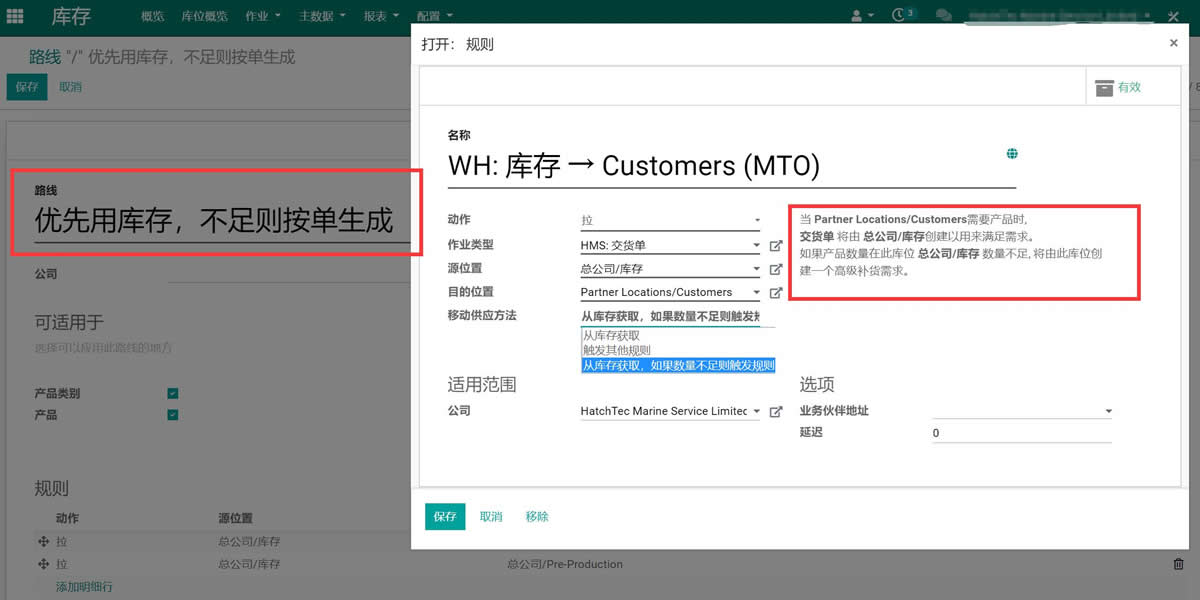 库存
概览
库位概览
作业
主数据
报表
配置
3
路线 "/" 优先用库存，不足则按单生成
保存
取消
/ 8
路线
优先用库存，不足则按单生成
公司
可适用于
选择可以应用此路线的地方
产品类别
产品
规则
动作
源位置
拉
总公司/库存
拉
总公司/库存
总公司/Pre-Production
添加明细行
打开： 规则
×
有效
名称
WH: 库存 → Customers (MTO)
动作
拉
作业类型
HMS: 交货单
源位置
总公司/库存
目的位置
Partner Locations/Customers
移动供应方法
从库存获取，如果数量不足则触发规
从库存获取
触发其他规则
从库存获取，如果数量不足则触发规则
当 Partner Locations/Customers需要产品时,
交货单 将由 总公司/库存创建以用来满足需求。
如果产品数量在此库位 总公司/库存 数量不足, 将由此库位创
建一个高级补货需求。
适用范围
公司
HatchTec Marine Service Limitec
选项
业务伙伴地址
延迟
0
保存
取消
移除